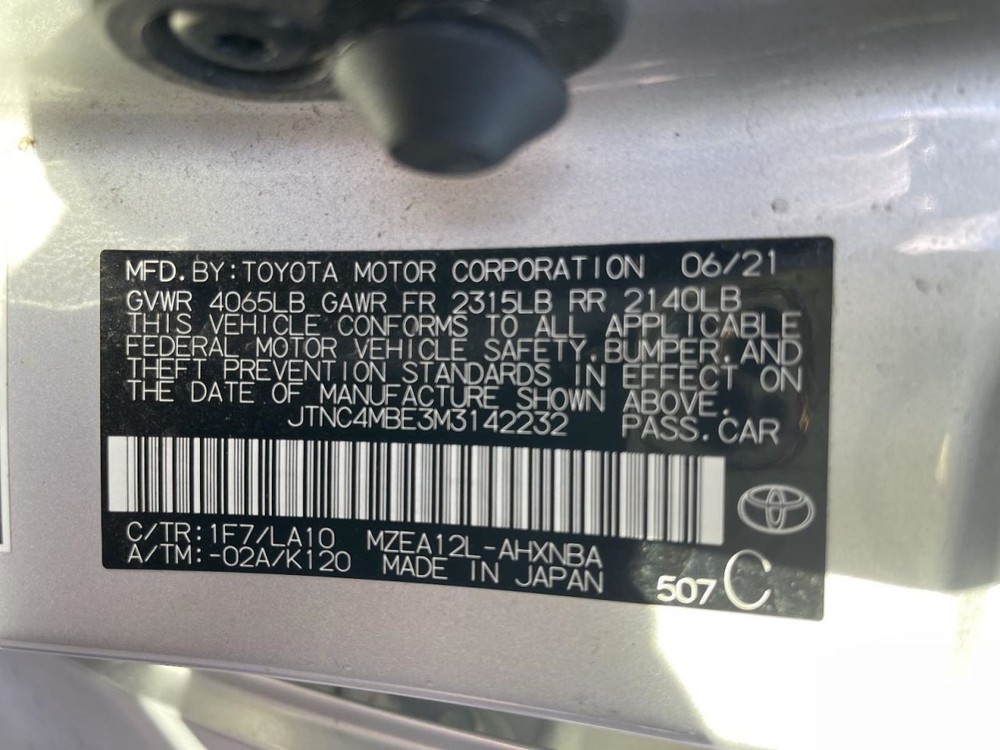 MFD. BY: TOYOTA MOTOR CORPORATION 06/21
GVWR 4065LB GAWR FR 2315LB RR 2140LB
THIS VEHICLE CONFORMS TO ALL APPLICABLE
FEDERAL MOTOR VEHICLE SAFETY, BUMPER, AND
THEFT PREVENTION STANDARDS IN EFFECT ON
THE DATE OF MANUFACTURE SHOWN ABOVE.
JTNC4MBE3M3142232 PASS. CAR
C/TR: 1F7/LA10 MZEA12L-AHXNBA
A/TM: -02A/K120 MADE IN JAPAN 507 C